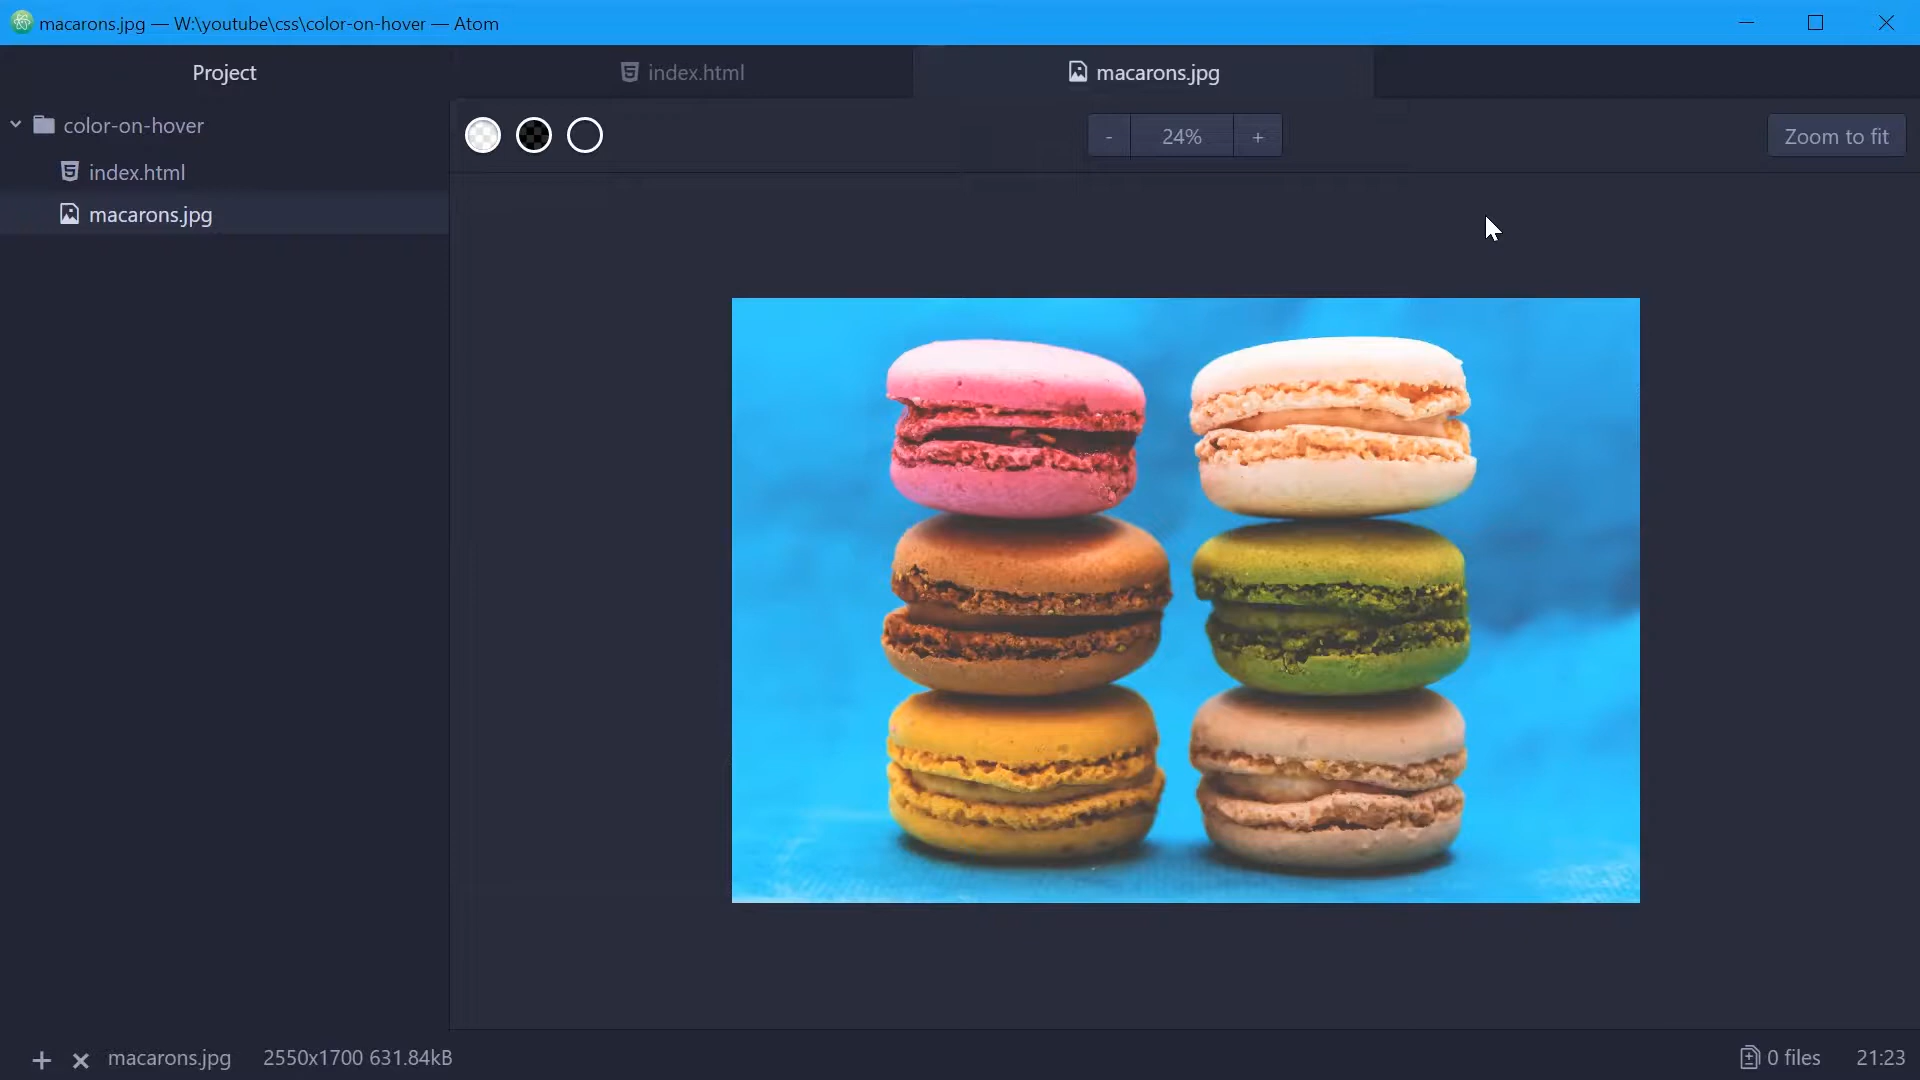 macarons.jpg — W:\youtube\css\color-on-hover — Atom
Project
index.html
macarons.jpg
color-on-hover
index.html
macarons.jpg
- 24% +
Zoom to fit
macarons.jpg 2550x1700 631.84kB
0 files 21:23